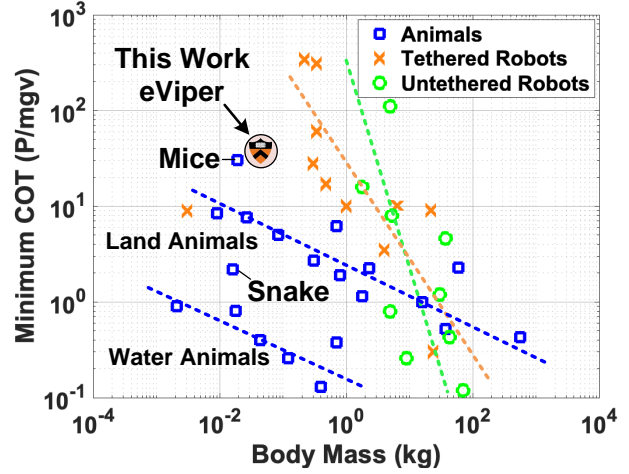 Minimum COT (P/mgv)
10^3
10^2
10^1
10^0
10^-1
This Work
eViper
Mice
Land Animals
Snake
Water Animals
Animals
Tethered Robots
Untethered Robots
10^-4
10^-2
10^0
10^2
10^4
Body Mass (kg)